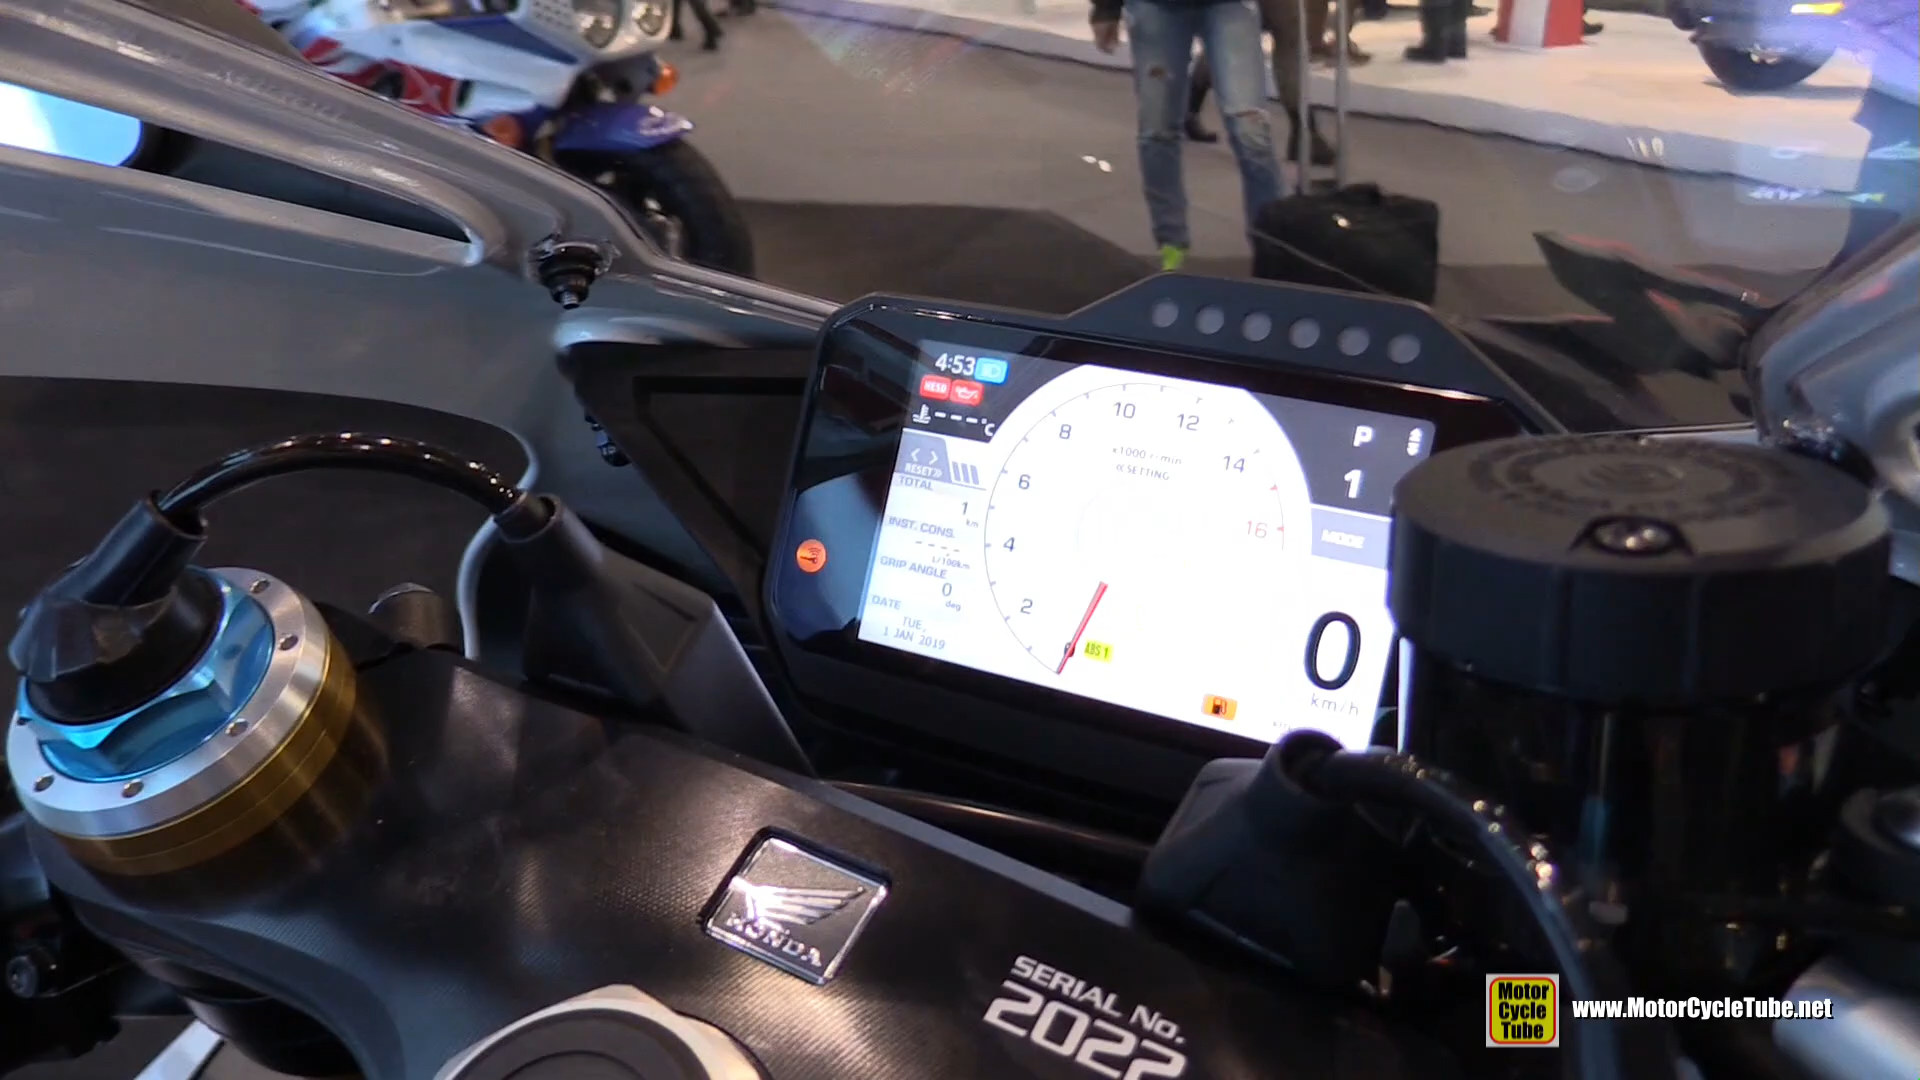 4:53
HESD
---°C
RESET
TOTAL
1
km
INST. CONS.
----
L/100km
GRIP ANGLE
0
deg
DATE
TUE,
1 JAN 2019
2
4
6
8
10
12
14
16
x1000 r/min
SETTING
ABS 1
P
1
MODE
0
km/h
HONDA
SERIAL No.
2022
Motor
Cycle
Tube
www.MotorCycleTube.net